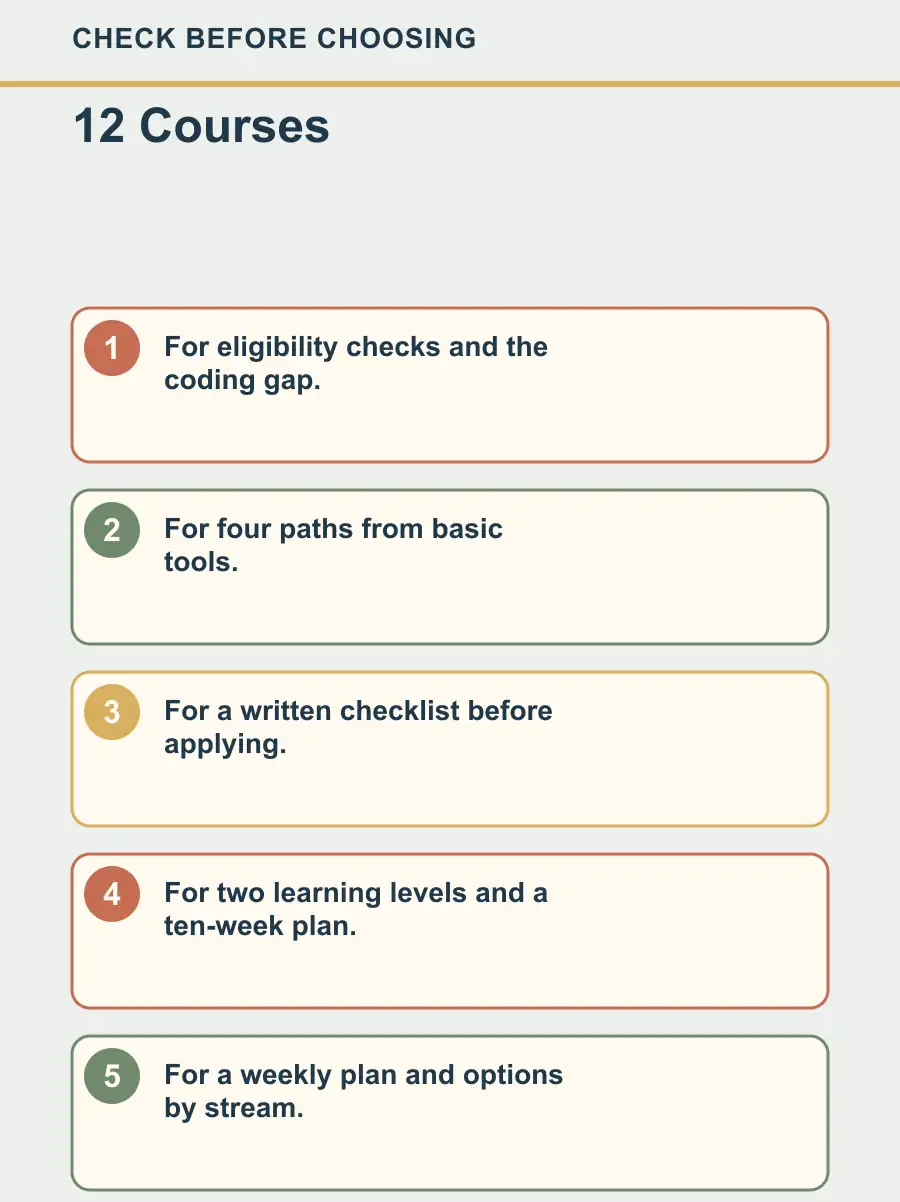 CHECK BEFORE CHOOSING
12 Courses
1
For eligibility checks and the
coding gap.
2
For four paths from basic
tools.
3
For a written checklist before
applying.
4
For two learning levels and a
ten-week plan.
5
For a weekly plan and options
by stream.